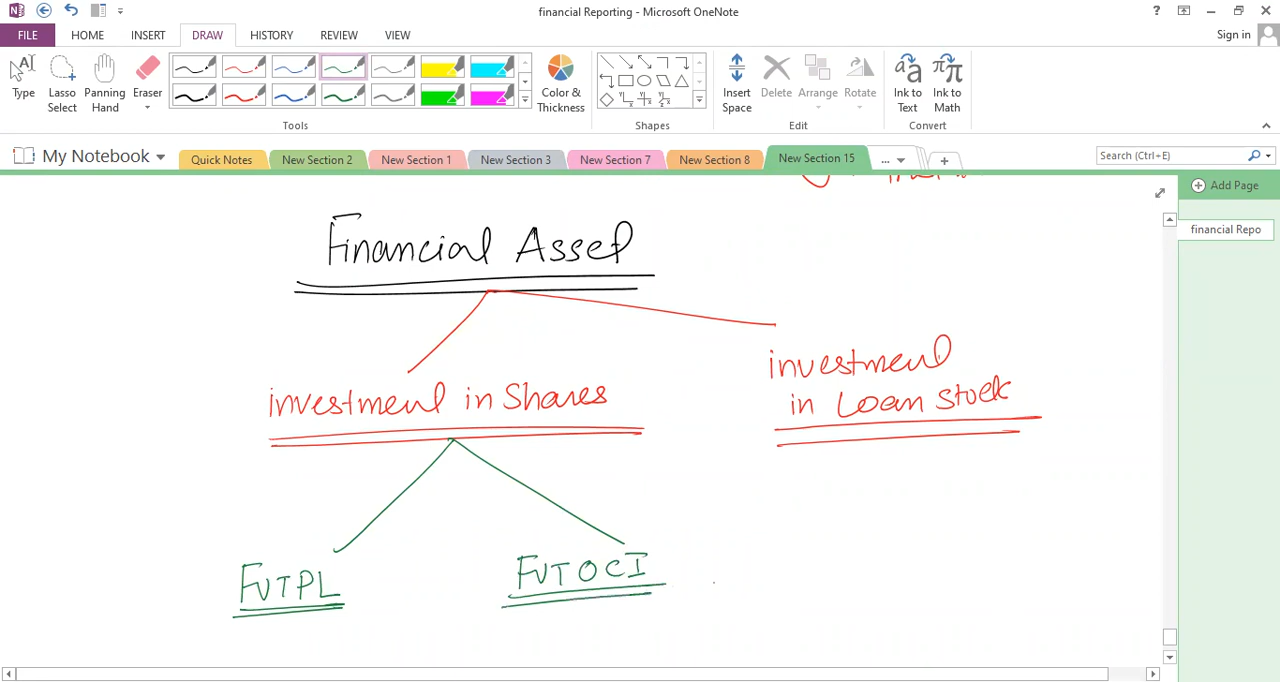 financial Reporting - Microsoft OneNote
Sign in
FILE HOME INSERT DRAW HISTORY REVIEW VIEW
Type
Lasso Select
Panning Hand
Eraser
Color & Thickness
Insert Space
Delete
Arrange
Rotate
Ink to Text
Ink to Math
Tools Shapes Edit Convert
My Notebook Quick Notes New Section 2 New Section 1 New Section 3 New Section 7 New Section 8 New Section 15 ... Search (Ctrl+E)
Add Page
financial Repo
Financial Asset
investment in Shares
investment
in Loan Stock
FVTPL
FVTOCI